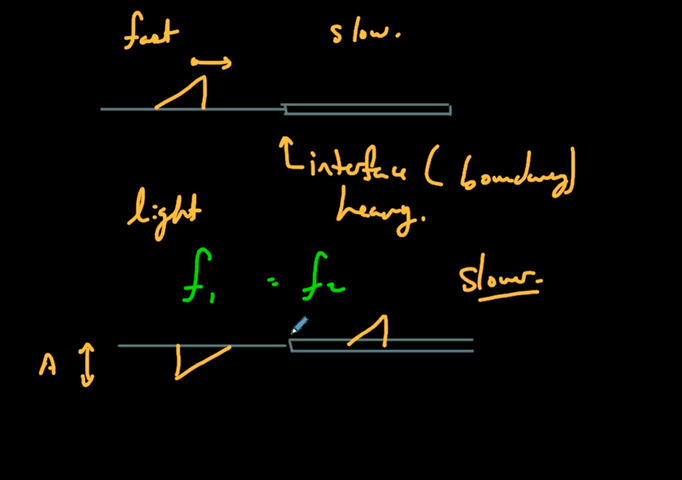 fast slow.
interface (boundary)
light heavy.
f₁ = f₂ slower.
A